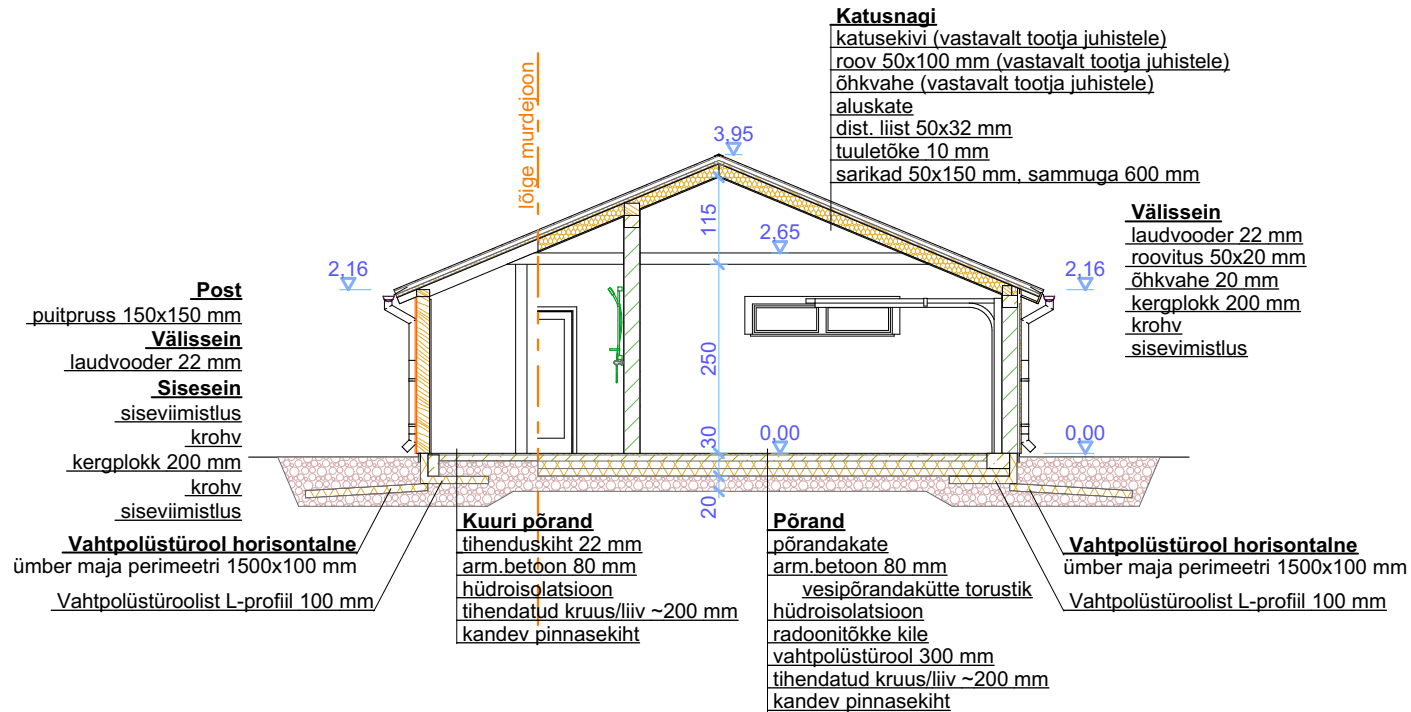 Katusnagi
katusekivi (vastavalt tootja juhistele)
roov 50x100 mm (vastavalt tootja juhistele)
õhkvahe (vastavalt tootja juhistele)
aluskate
dist. liist 50x32 mm
tuuletõke 10 mm
sarikad 50x150 mm, sammuga 600 mm
lõige murdejoon
3,95
115
2,65
2,16
2,16
250
30
0,00
0,00
20
Post
puitpruss 150x150 mm
Välissein
laudvooder 22 mm
Sisesein
siseviimistlus
krohv
kergplokk 200 mm
krohv
siseviimistlus
Vahtpolüstürool horisontalne
ümber maja perimeetri 1500x100 mm
Vahtpolüstüroolist L-profiil 100 mm
Välissein
laudvooder 22 mm
roovitus 50x20 mm
õhkvahe 20 mm
kergplokk 200 mm
krohv
sisevimistlus
Kuuri põrand
tihenduskiht 22 mm
arm.betoon 80 mm
hüdroisolatsioon
tihendatud kruus/liiv ~200 mm
kandev pinnasekiht
Põrand
põrandakate
arm.betoon 80 mm
vesipõrandakütte torustik
hüdroisolatsioon
radoonitõkke kile
vahtpolüstürool 300 mm
tihendatud kruus/liiv ~200 mm
kandev pinnasekiht
Vahtpolüstürool horisontalne
ümber maja perimeetri 1500x100 mm
Vahtpolüstüroolist L-profiil 100 mm